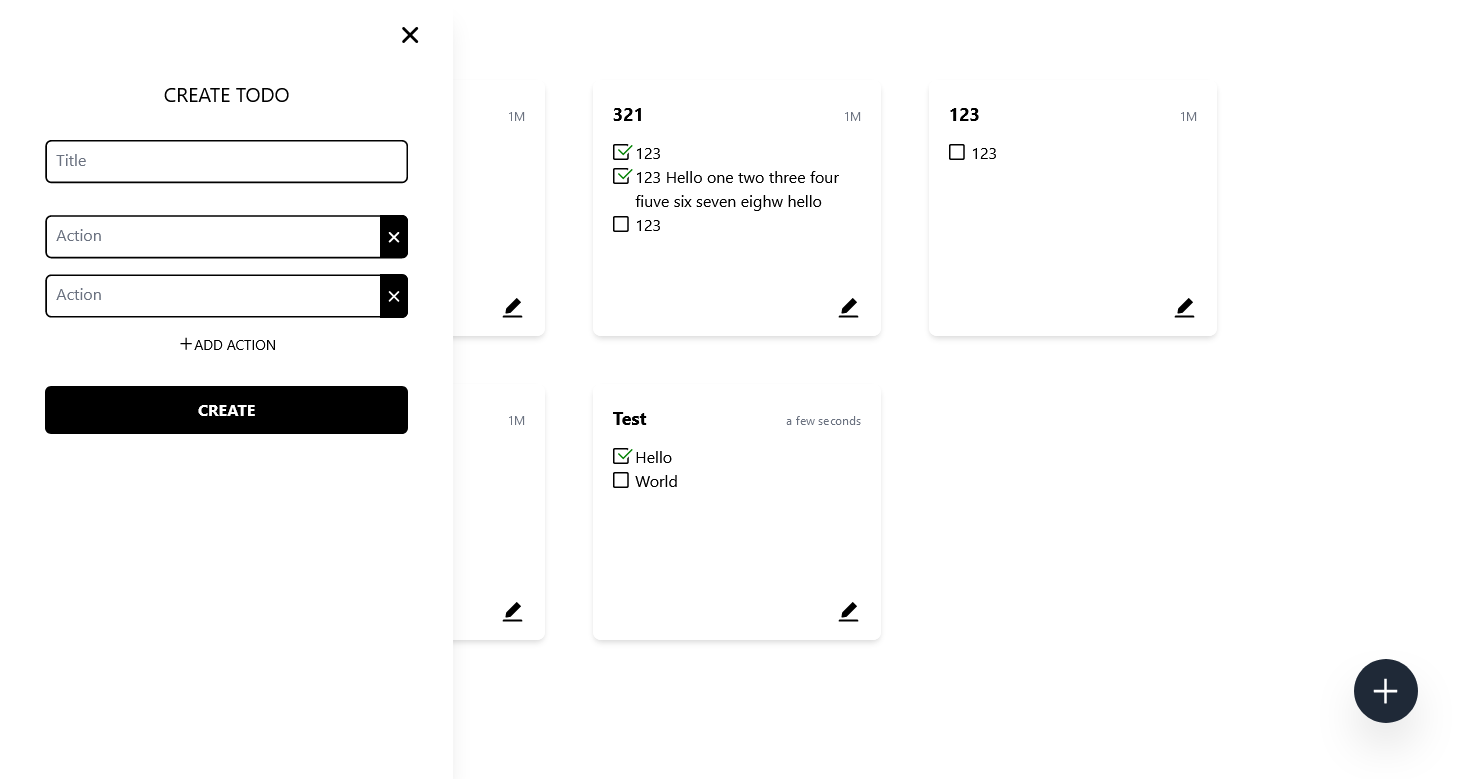 CREATE TODO
Title
Action
Action
ADD ACTION
CREATE
1M
321
1M
123
123 Hello one two three four
fiuve six seven eighw hello
123
123
1M
123
1M
Test
a few seconds
Hello
World